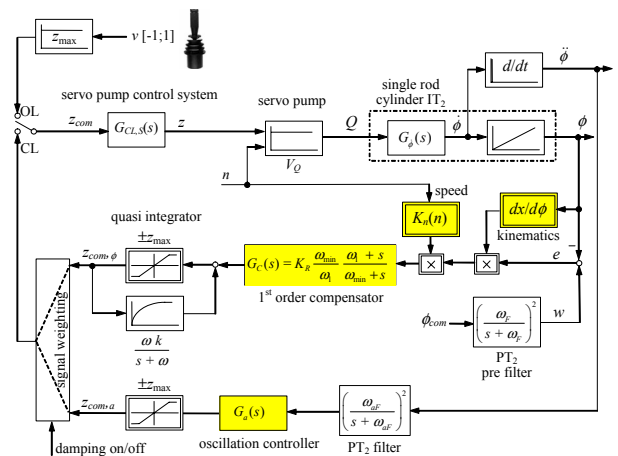 z_max
v [-1;1]
d/dt
ϕ̈
single rod
cylinder IT₂
OL
CL
servo pump control system
z_com
G_CL,S(s)
z
servo pump
V_Q
Q
G_ϕ(s)
ϕ̇
ϕ
n
speed
K_n(n)
dx/dϕ
kinematics
quasi integrator
±z_max
z_com,ϕ
G_C(s) = K_R ω_min/ω_1 ω_1 + s/ω_min + s
1st order compensator
×
×
e
−
ω k
s + ω
ϕ_com
(ω_F/(s + ω_F))²
w
PT₂
pre filter
signal weighting
±z_max
z_com,a
G_a(s)
oscillation controller
(ω_aF/(s + ω_aF))²
PT₂ filter
damping on/off